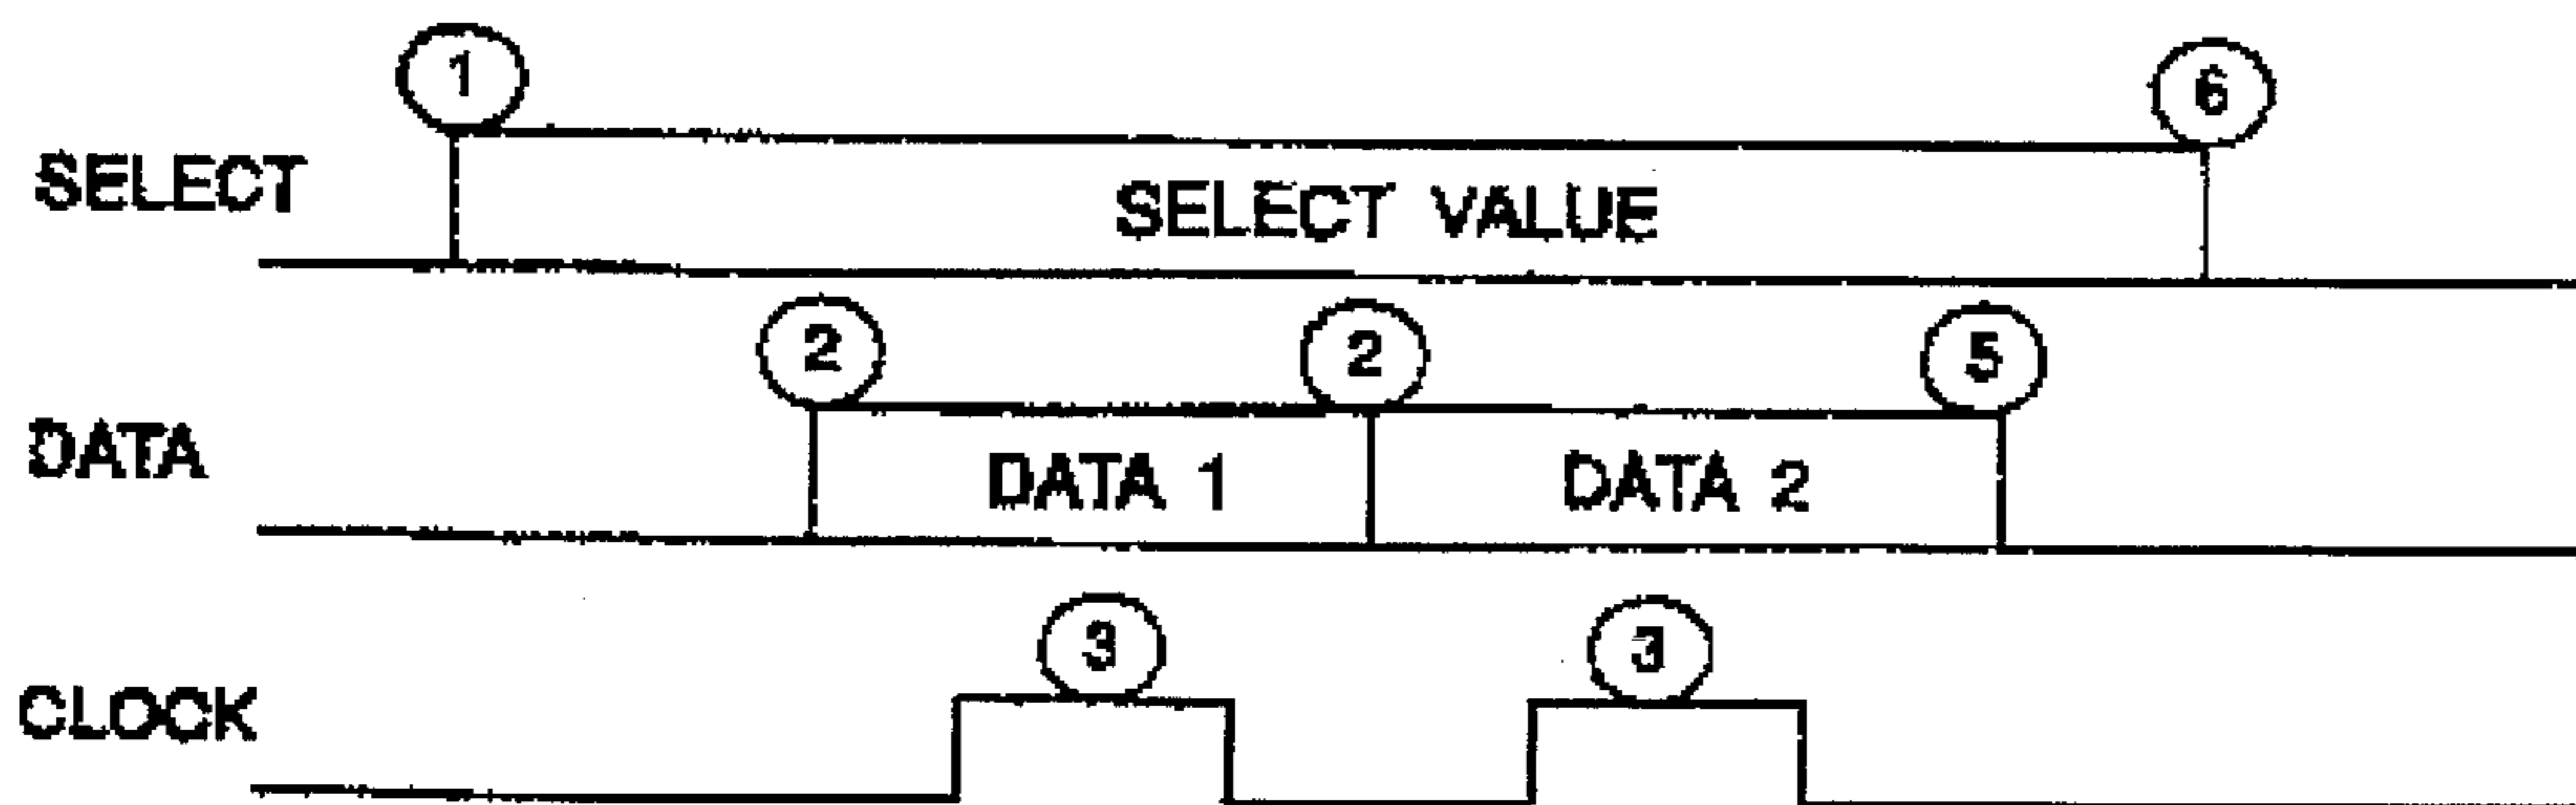 1 6
SELECT SELECT VALUE
2 2 5
DATA DATA 1 DATA 2
3 3
CLOCK